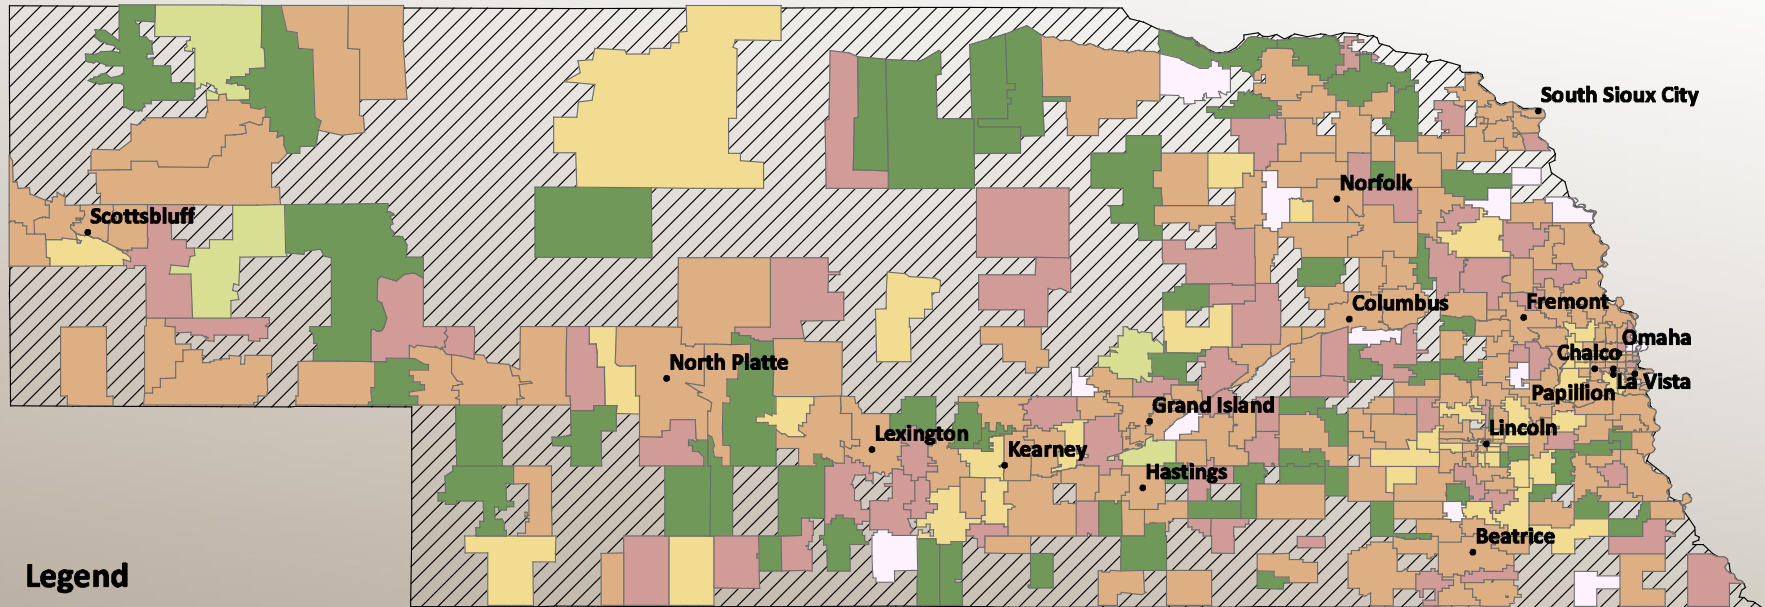 South Sioux City
Norfolk
Scottsbluff
Columbus
Fremont
Omaha
Chalco
North Platte
La Vista
Papillion
Grand Island
Lexington
Lincoln
Kearney
Hastings
Beatrice
Legend